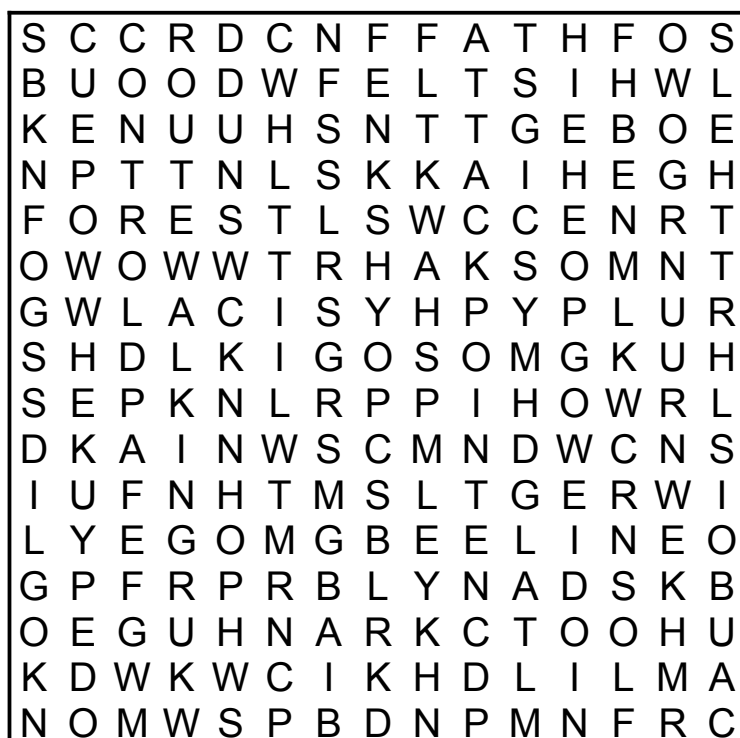 S C C R D C N F F A T H F O S
B U O O D W F E L T S I H W L
K E N U U H S N T T G E B O E
N P T T N L S K K A I H E G H
F O R E S T L S W C C E N R T
O W O W W T R H A K S O M N T
G W L A C I S Y H P Y P L U R
S H D L K I G O S O M G K U H
S E P K N L R P P I H O W R L
D K A I N W S C M N D W C N S
I U F N H T M S L T G E R W I
L Y E G O M G B E E L I N E O
G P F R P R B L Y N A D S K B
O E G U H N A R K C T O O H U
K D W K W C I K H D L I L M A
N O M W S P B D N P M N F R C